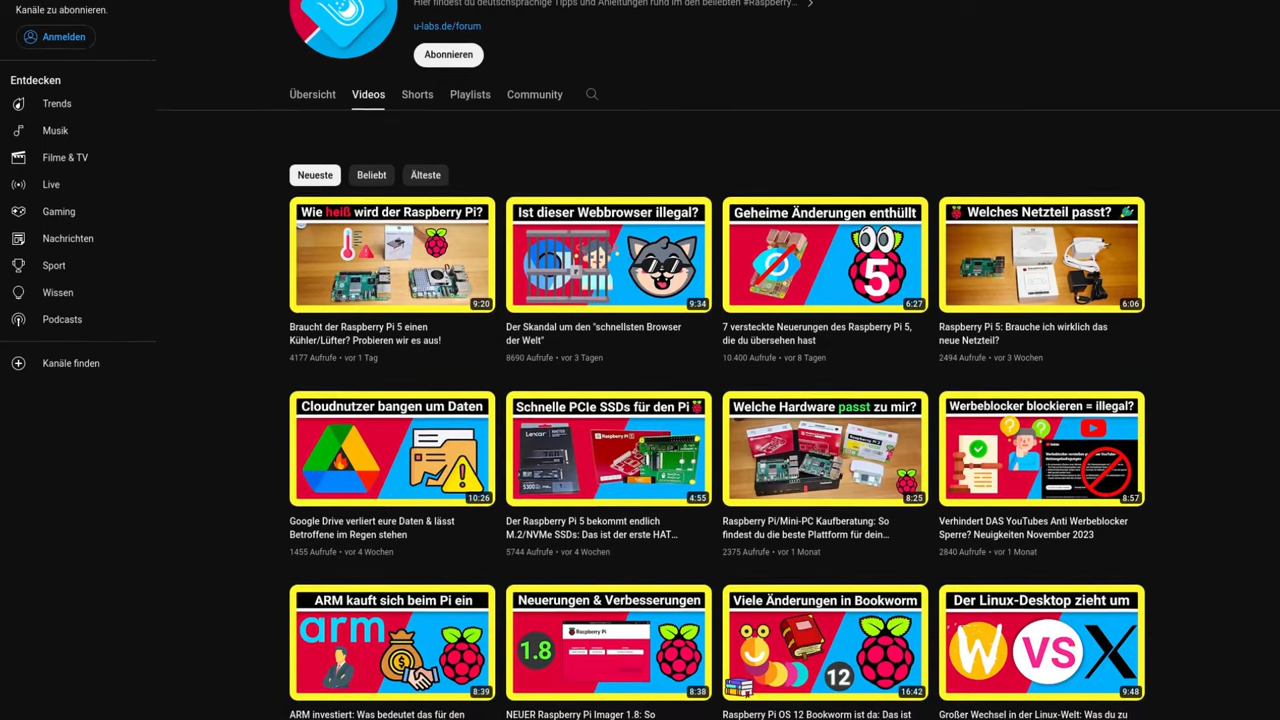 Kanäle zu abonnieren.
Anmelden
Entdecken
Trends
Musik
Filme & TV
Live
Gaming
Nachrichten
Sport
Wissen
Podcasts
Kanäle finden
Hier findest du deutschsprachige Tipps und Anleitungen rund im den beliebten #Raspberry...
u-labs.de/forum
Abonnieren
Übersicht
Videos
Shorts
Playlists
Community
Neueste
Beliebt
Älteste
Wie heiß wird der Raspberry Pi?
9:20
Braucht der Raspberry Pi 5 einen
Kühler/Lüfter? Probieren wir es aus!
4177 Aufrufe • vor 1 Tag
Ist dieser Webbrowser illegal?
9:34
Der Skandal um den "schnellsten Browser
der Welt"
8690 Aufrufe • vor 3 Tagen
Geheime Änderungen enthüllt
5
6:27
7 versteckte Neuerungen des Raspberry Pi 5,
die du übersehen hast
10.400 Aufrufe • vor 8 Tagen
Welches Netzteil passt?
6:06
Raspberry Pi 5: Brauche ich wirklich das
neue Netzteil?
2494 Aufrufe • vor 3 Wochen
Cloudnutzer bangen um Daten
10:26
Google Drive verliert eure Daten & lässt
Betroffene im Regen stehen
1455 Aufrufe • vor 4 Wochen
Schnelle PCIe SSDs für den Pi
Lexar
Raspberry Pi
4:55
Der Raspberry Pi 5 bekommt endlich
M.2/NVMe SSDs: Das ist der erste HAT...
5744 Aufrufe • vor 4 Wochen
Welche Hardware passt zu mir?
8:25
Raspberry Pi/Mini-PC Kaufberatung: So
findest du die beste Plattform für dein...
2375 Aufrufe • vor 1 Monat
Werbeblocker blockieren = illegal?
8:57
Verhindert DAS YouTubes Anti Werbeblocker
Sperre? Neuigkeiten November 2023
2840 Aufrufe • vor 1 Monat
ARM kauft sich beim Pi ein
arm
8:39
ARM investiert: Was bedeutet das für den
Neuerungen & Verbesserungen
1.8
Raspberry Pi
8:38
NEUER Raspberry Pi Imager 1.8: So
Viele Änderungen in Bookworm
12
16:42
Raspberry Pi OS 12 Bookworm ist da: Das ist
Der Linux-Desktop zieht um
W VS X
9:48
Großer Wechsel in der Linux-Welt: Was du zu